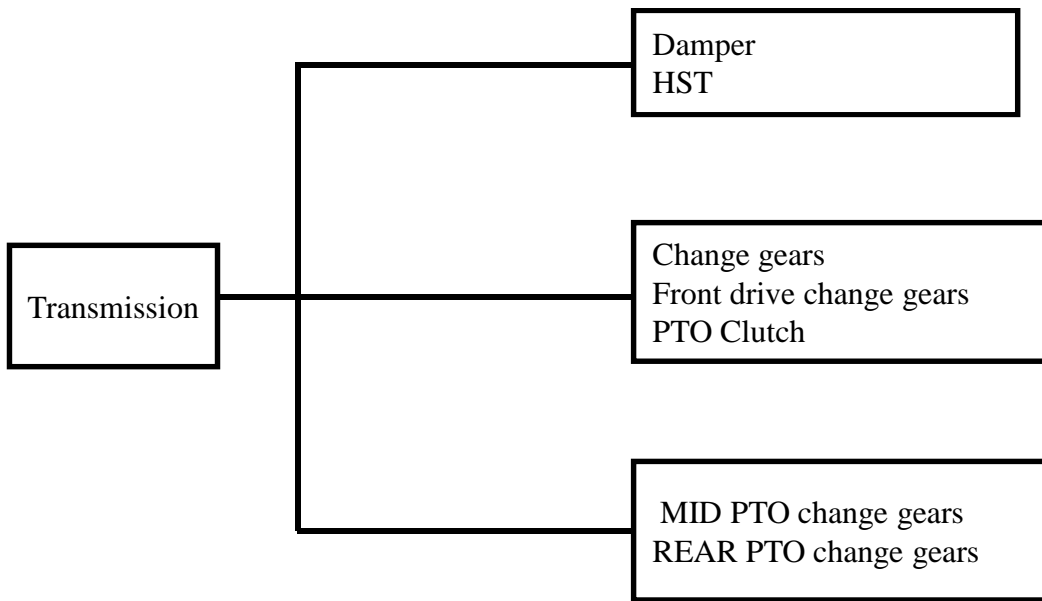 Damper
HST
Transmission
Change gears
Front drive change gears
PTO Clutch
MID PTO change gears
REAR PTO change gears